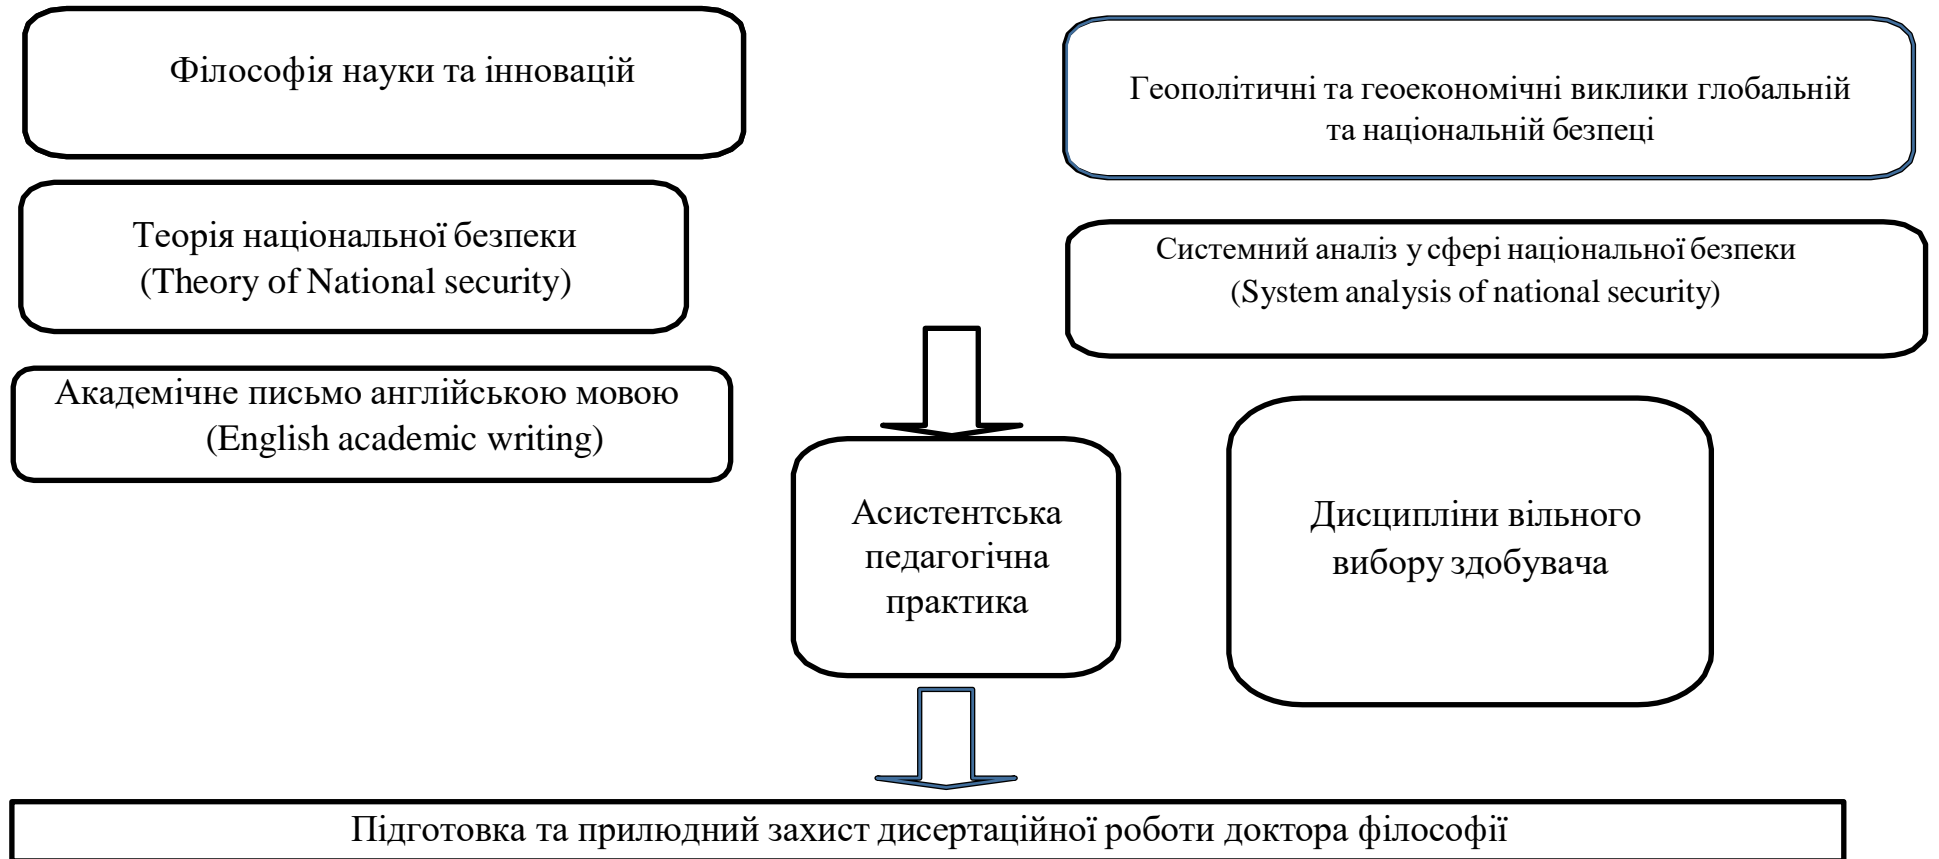 Філософія науки та інновацій
Геополітичні та геоекономічні виклики глобальній
та національній безпеці
Теорія національної безпеки
(Theory of National security)
Системний аналіз у сфері національної безпеки
(System analysis of national security)
Академічне письмо англійською мовою
(English academic writing)
Асистентська
педагогічна
практика
Дисципліни вільного
вибору здобувача
Підготовка та прилюдний захист дисертаційної роботи доктора філософії